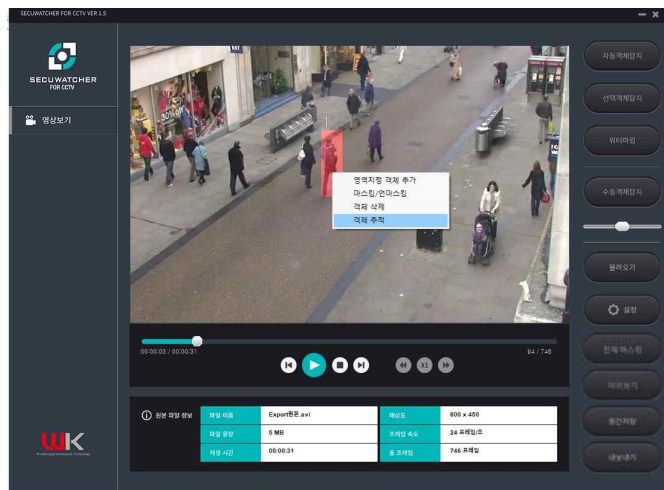 SECUWATCHER FOR CCTV VER 1.5
SECUWATCHER
FOR CCTV
영상보기
1
영역지정 객체 추가
마스킹/언마스킹
객체 삭제
객체 추적
자동객체탐지
선택객체탐지
워터마킹
수동객체탐지
불러오기
설정
전체 마스킹
미리보기
중간저장
내보내기
00:00:03 / 00:00:31
94 / 746
X1
원본 파일 정보
파일 이름
Export원본.avi
해상도
800 x 450
파일 용량
5 MB
프레임 속도
24 프레임/초
재생 시간
00:00:31
총 프레임
746 프레임
WK